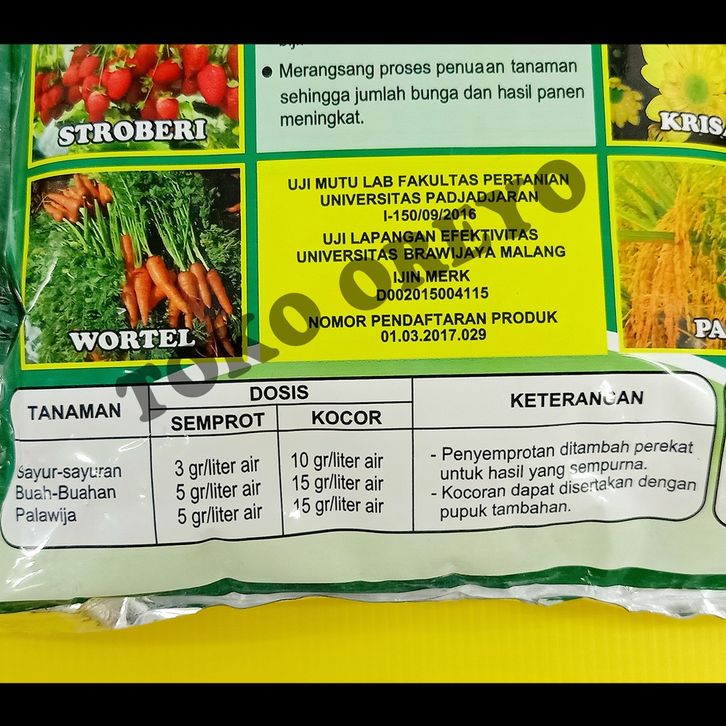 Merangsang proses penuaan tanaman
sehingga jumlah bunga dan hasil panen
meningkat.
STROBERI
KRIS
WORTEL
PA
UJI MUTU LAB FAKULTAS PERTANIAN
UNIVERSITAS PADJADJARAN
I-150/09/2016
UJI LAPANGAN EFEKTIVITAS
UNIVERSITAS BRAWIJAYA MALANG
IJIN MERK
D002015004115
NOMOR PENDAFTARAN PRODUK
01.03.2017.029
TOKO ORLYO
TANAMAN DOSIS KETERANGAN
SEMPROT KOCOR
Sayur-sayuran 3 gr/liter air 10 gr/liter air
Buah-Buahan 5 gr/liter air 15 gr/liter air
Palawija 5 gr/liter air 15 gr/liter air
- Penyemprotan ditambah perekat
untuk hasil yang sempurna.
- Kocoran dapat disertakan dengan
pupuk tambahan.